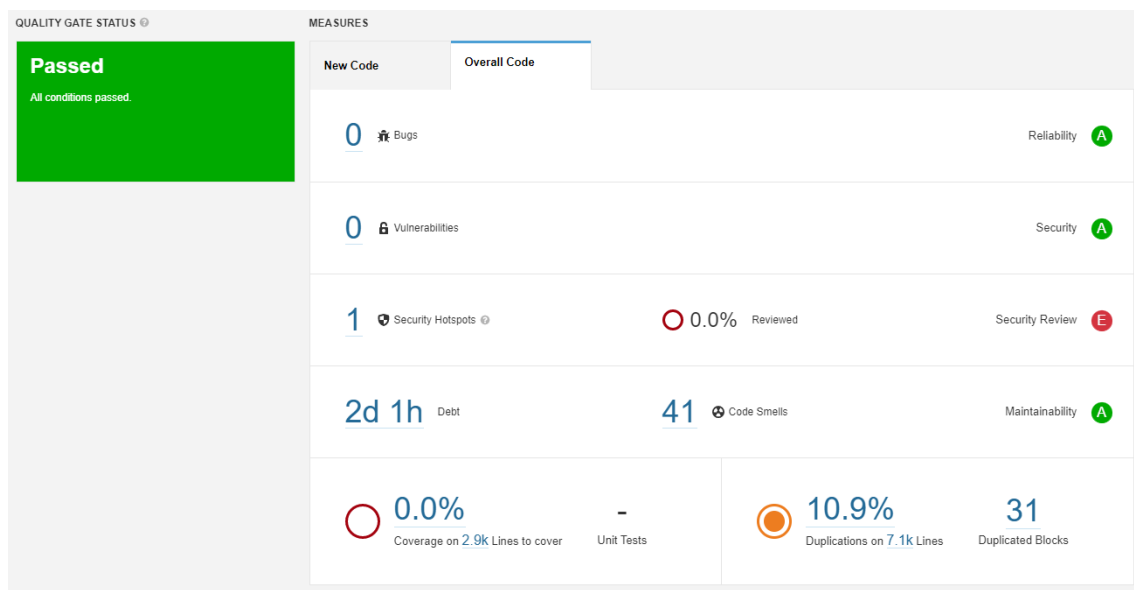 QUALITY GATE STATUS
MEASURES
Passed
All conditions passed.
New Code
Overall Code
0 Bugs
Reliability A
0 Vulnerabilities
Security A
1 Security Hotspots
0.0% Reviewed
Security Review E
2d 1h Debt
41 Code Smells
Maintainability A
0.0%
Coverage on 2.9k Lines to cover
-
Unit Tests
10.9%
Duplications on 7.1k Lines
31
Duplicated Blocks